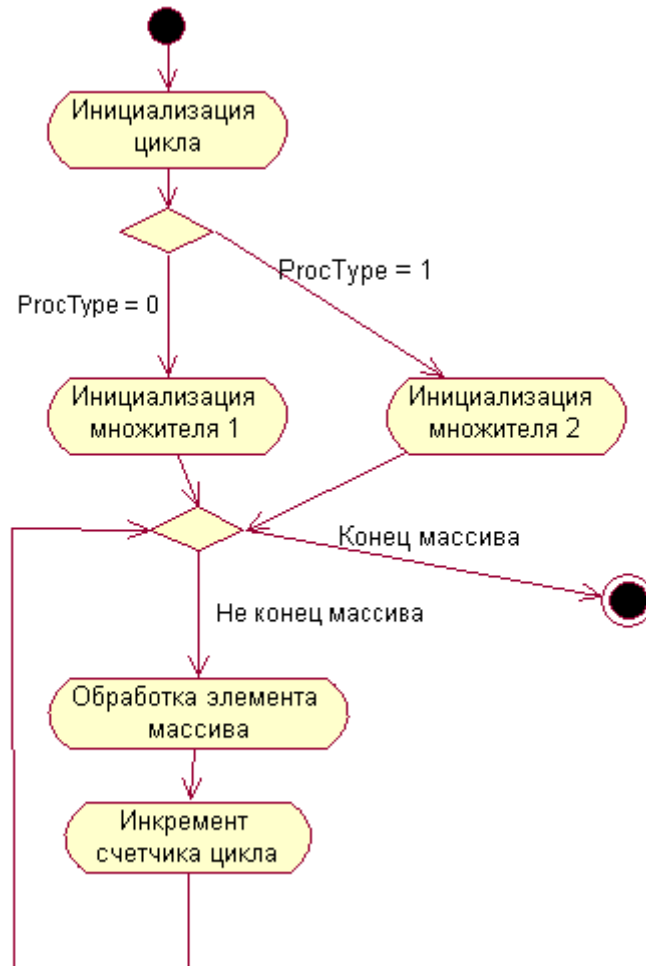 Инициализация
цикла
ProcType = 1
ProcType = 0
Инициализация
множителя 1
Инициализация
множителя 2
Конец массива
Не конец массива
Обработка элемента
массива
Инкремент
счетчика цикла